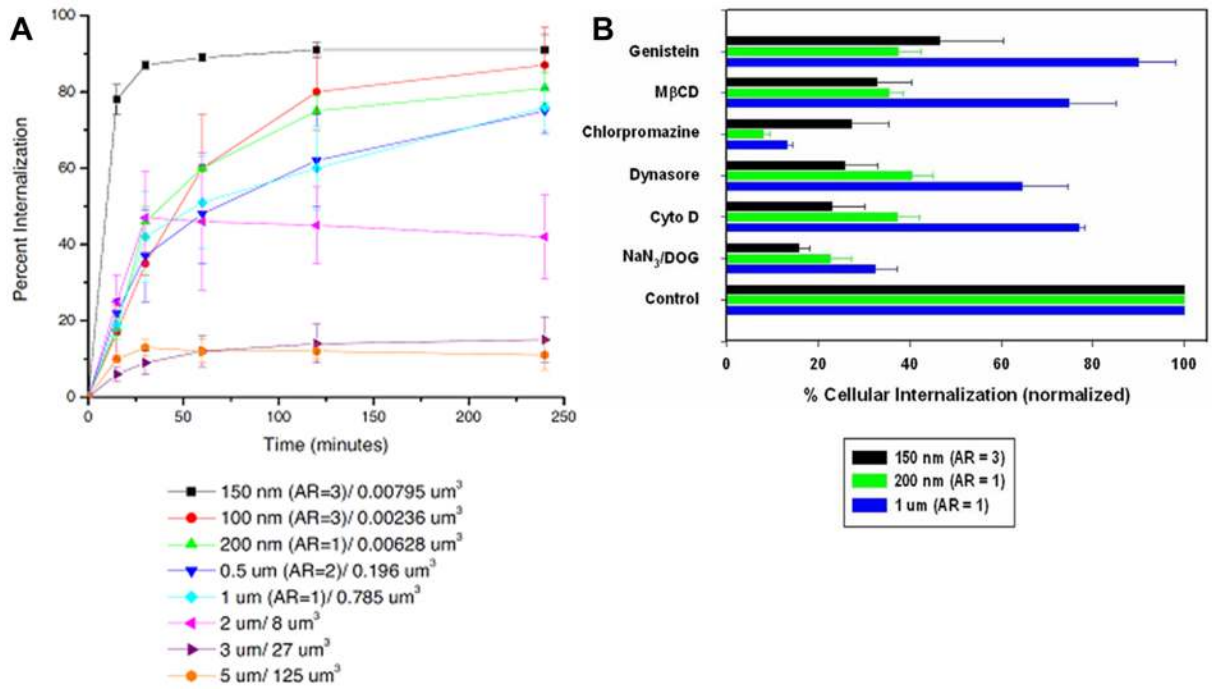 A
100
80
60
40
20
0
Percent Internalization
0 50 100 150 200 250
Time (minutes)
150 nm (AR=3)/ 0.00795 um³
100 nm (AR=3)/ 0.00236 um³
200 nm (AR=1)/ 0.00628 um³
0.5 um (AR=2)/ 0.196 um³
1 um (AR=1)/ 0.785 um³
2 um/ 8 um³
3 um/ 27 um³
5 um/ 125 um³
B
Genistein
MβCD
Chlorpromazine
Dynasore
Cyto D
NaN₃/DOG
Control
0 20 40 60 80 100
% Cellular Internalization (normalized)
150 nm (AR = 3)
200 nm (AR = 1)
1 um (AR = 1)